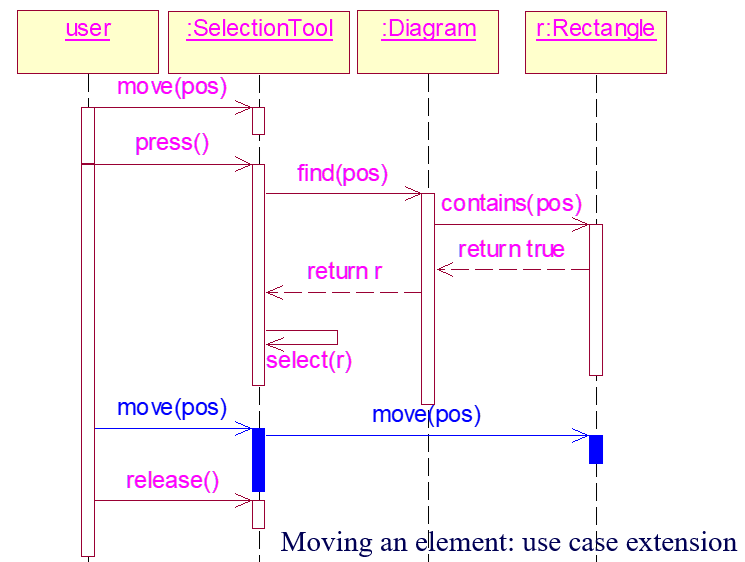 user
:SelectionTool
:Diagram
r:Rectangle
move(pos)
press()
find(pos)
contains(pos)
return true
return r
select(r)
move(pos)
move(pos)
release()
Moving an element: use case extension